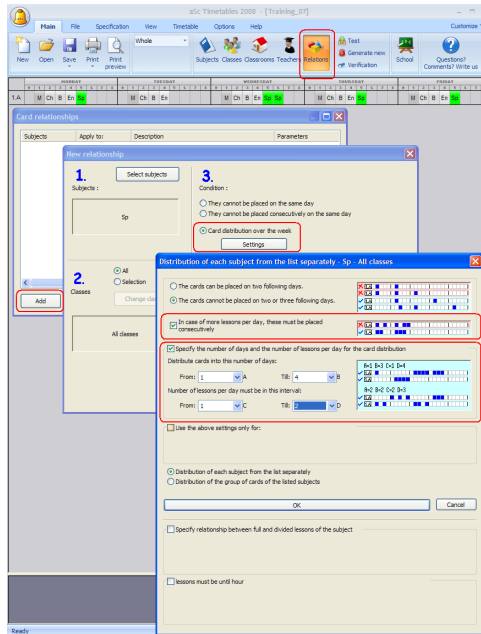 aSc Timetables 2008 - [Training_07]
Main File Specification View Timetable Options Help Customize
New Open Save Print Print preview
Whole
Subjects Classes Classrooms Teachers Relations
Test
Generate new
Verification
School
Questions?
Comments? Write us
MONDAY TUESDAY WEDNESDAY THURSDAY FRIDAY
1.A M Ch B En Sp M Ch B En M Ch B En Sp Sp M Ch B En M Ch B En Sp
Card relationships
Subjects Apply to: Description Parameters
Add
New relationship
1.
Select subjects
Subjects :
Sp
2.
Classes
All
Selection
All classes
3.
Condition :
They cannot be placed on the same day
They cannot be placed consecutively on the same day
Card distribution over the week
Settings
Distribution of each subject from the list separately - Sp - All classes
The cards can be placed on two following days.
The cards cannot be placed on two or three following days.
In case of more lessons per day, these must be placed
consecutively
Specify the number of days and the number of lessons per day for the card distribution
Distribute cards into this number of days:
From: 1 A Till: 4 B
Number of lessons per day must be in this interval:
From: 1 C Till: 2 D
A=1 B=3 C=1 D=4
A=2 B=2 C=2 D=3
Use the above settings only for:
Distribution of each subject from the list separately
Distribution of the group of cards of the listed subjects
OK
Cancel
Specify relationship between full and divided lessons of the subject
lessons must be until hour
Ready